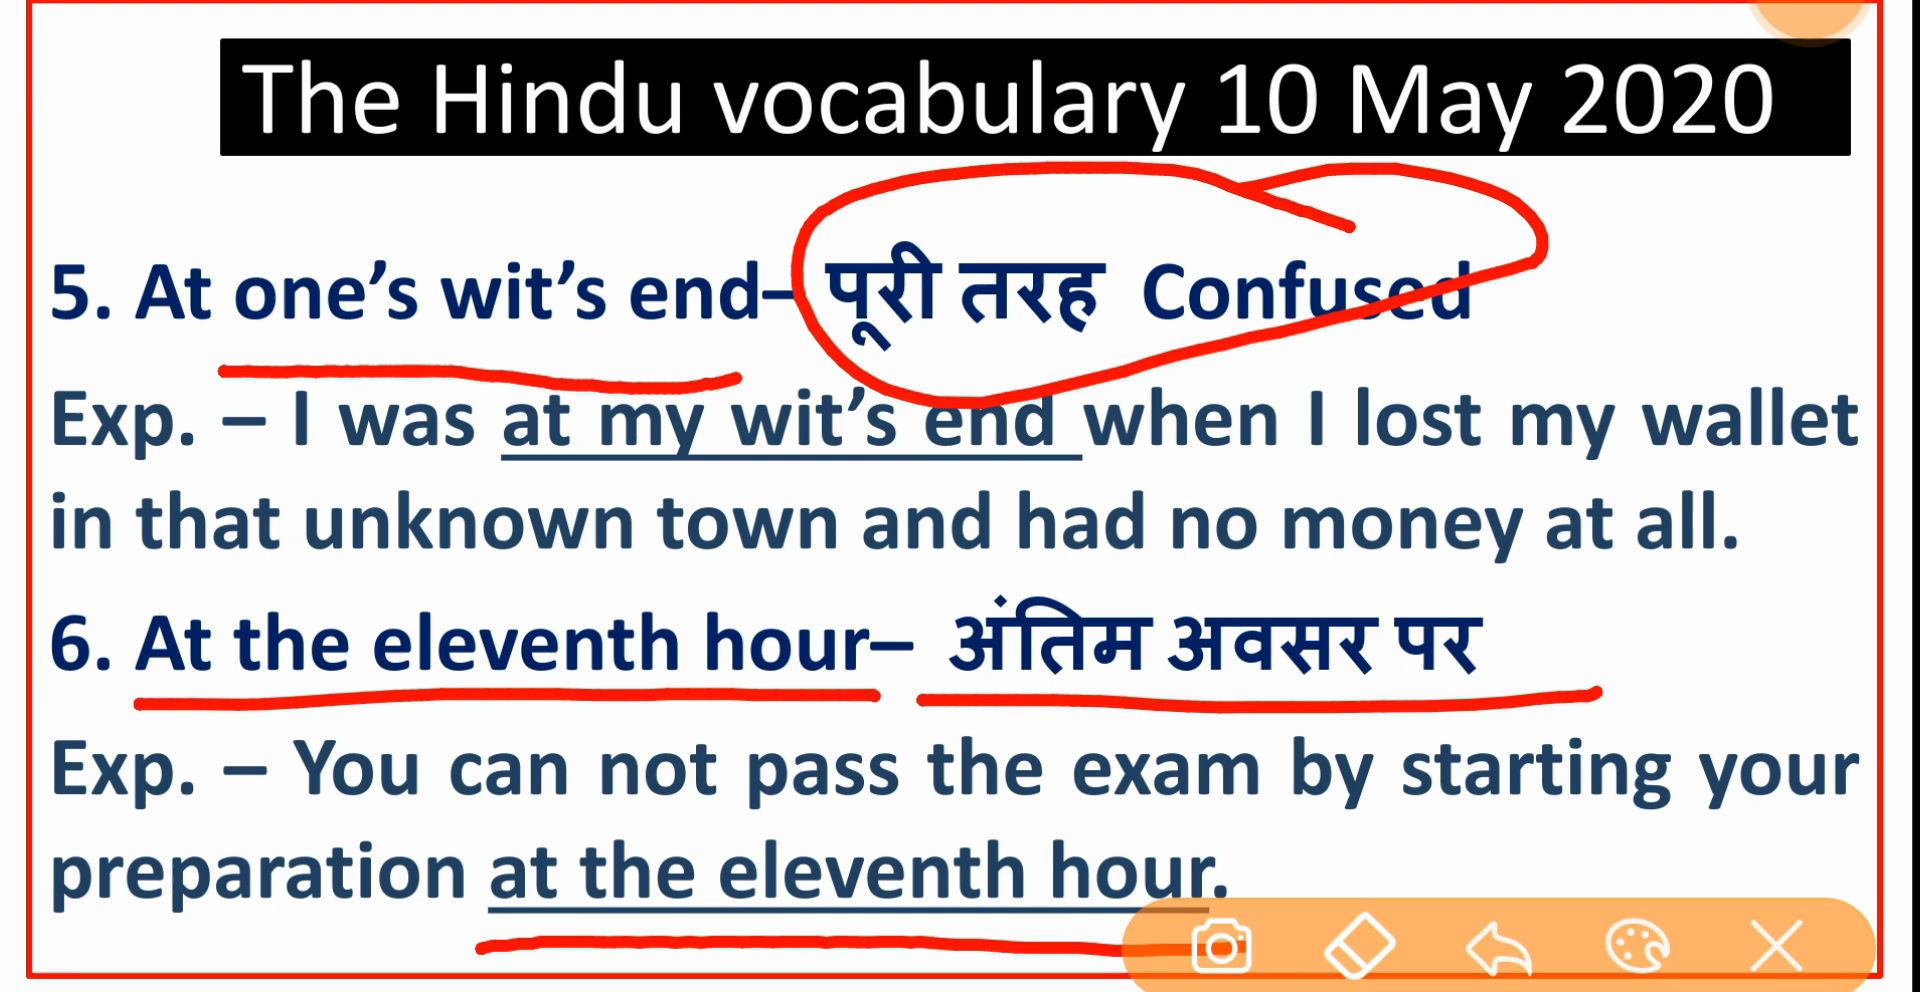 The Hindu vocabulary 10 May 2020
5. At one’s wit’s end– पूरी तरह Confused
Exp. – I was at my wit’s end when I lost my wallet
in that unknown town and had no money at all.
6. At the eleventh hour– अंतिम अवसर पर
Exp. – You can not pass the exam by starting your
preparation at the eleventh hour.